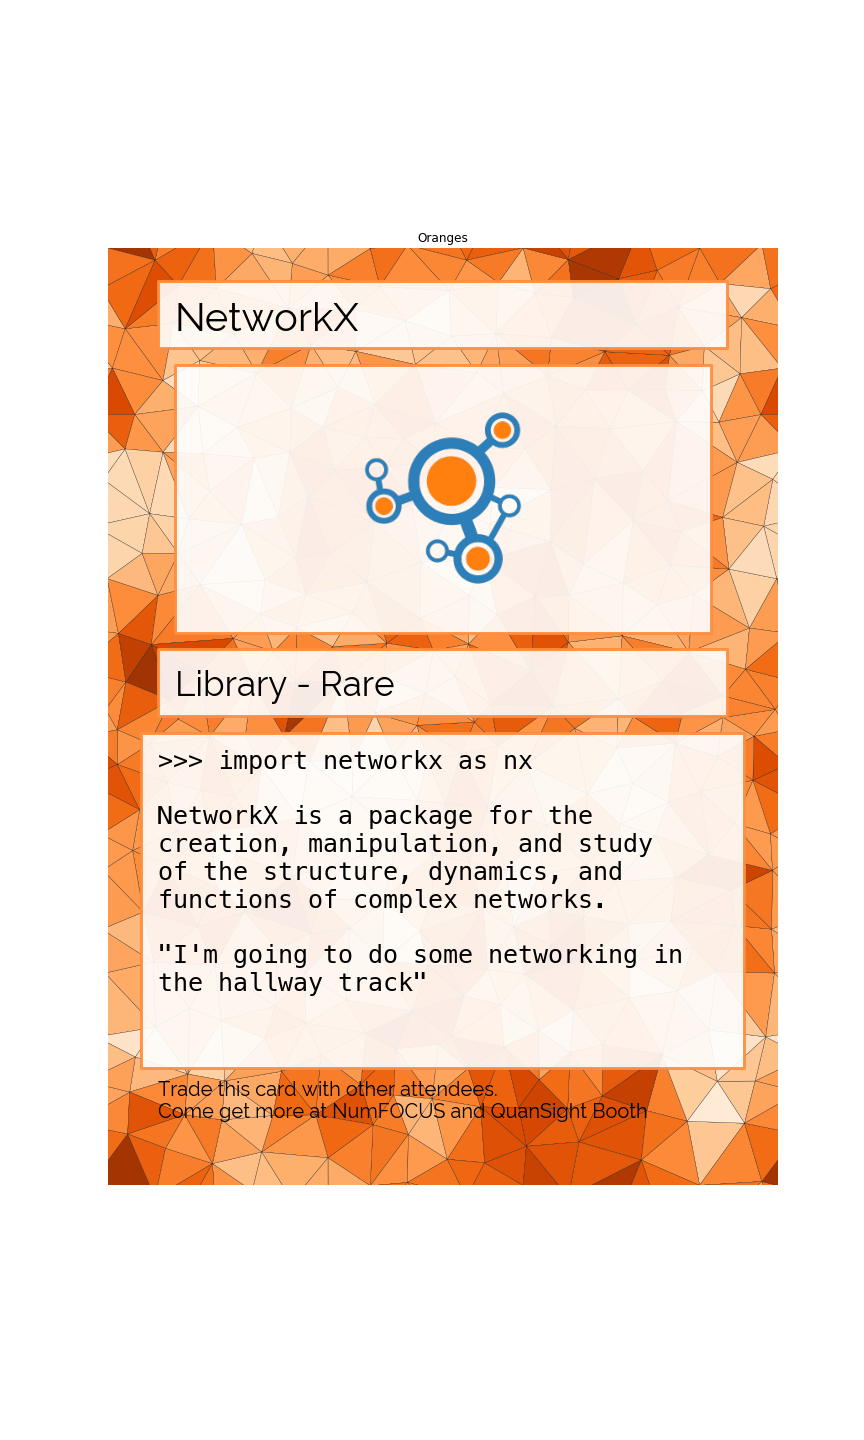 Oranges
NetworkX
Library - Rare
>>> import networkx as nx
NetworkX is a package for the
creation, manipulation, and study
of the structure, dynamics, and
functions of complex networks.
"I'm going to do some networking in
the hallway track"
Trade this card with other attendees.
Come get more at NumFOCUS and QuanSight Booth